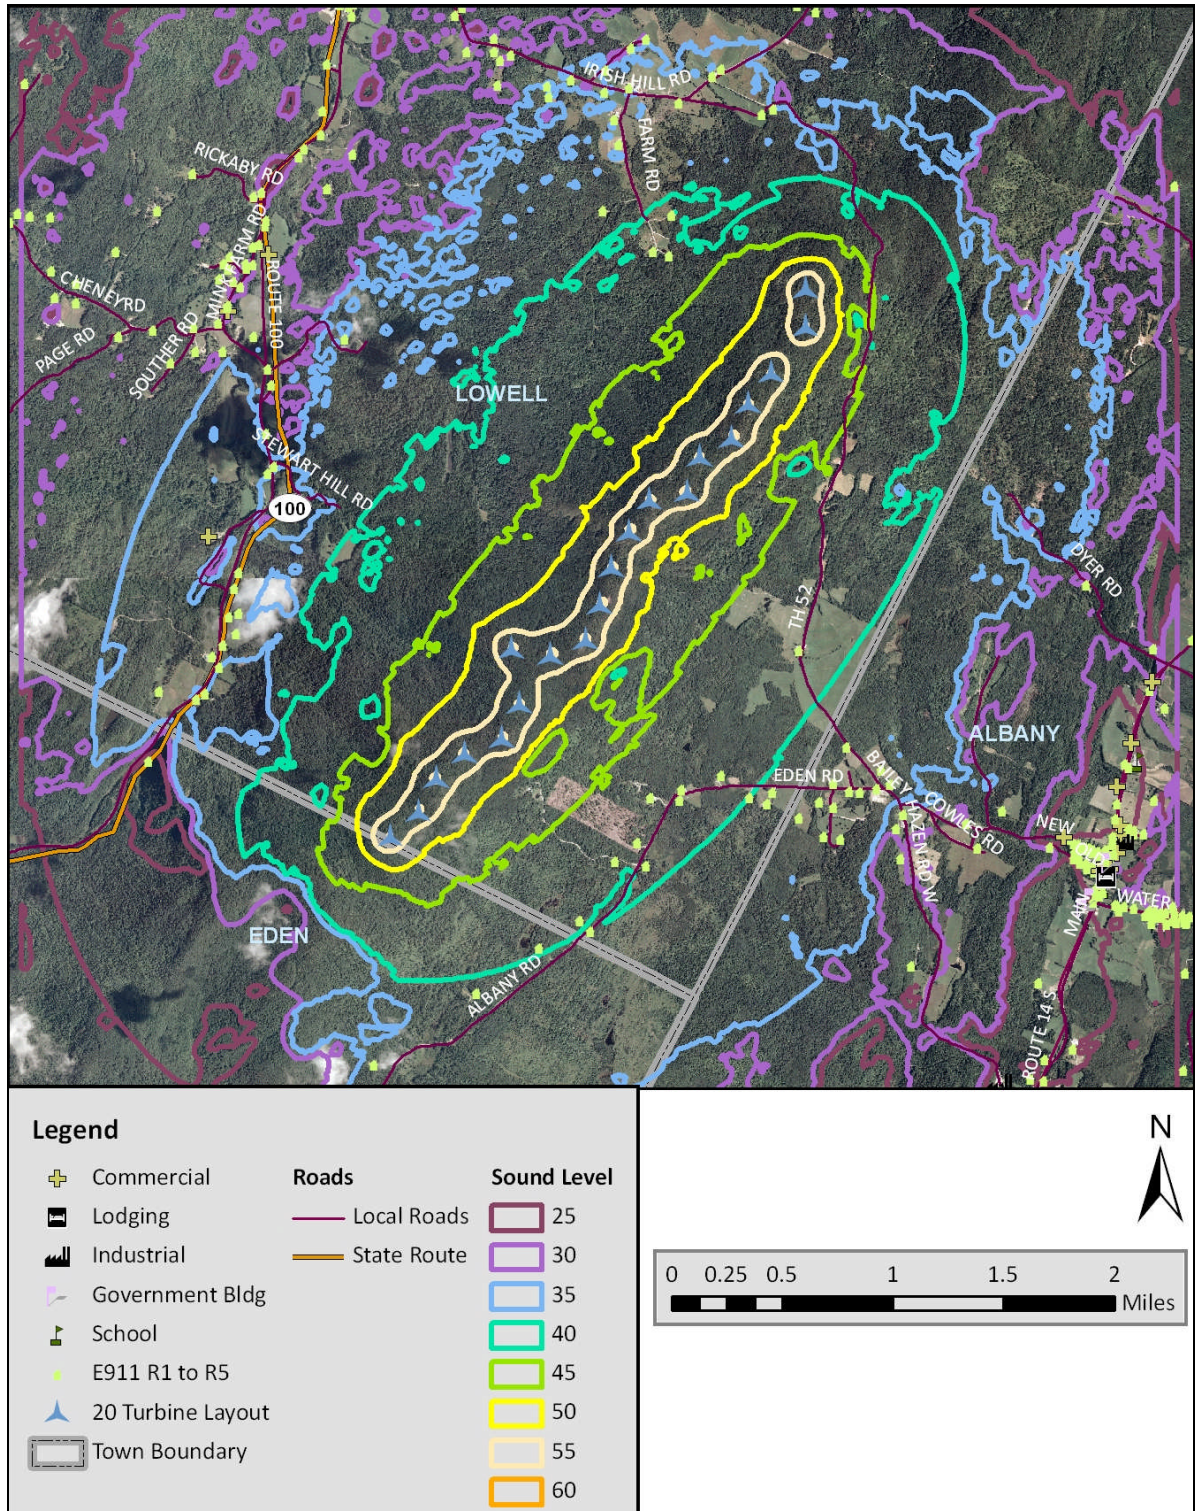 IRISH HILL RD
FARM RD
RICKABY RD
MINK FARM RD
ROUTE 100
CHENEY RD
PAGE RD
SOUTHER RD
LOWELL
STEWART HILL RD
100
DYER RD
TH 52
ALBANY
EDEN RD
BAILEY HAZEN RD W
COWLES RD
NEW
OLD
WATER
MAIN
EDEN
ALBANY RD
ROUTE 14 S
Legend
Commercial
Lodging
Industrial
Government Bldg
School
E911 R1 to R5
20 Turbine Layout
Town Boundary
Roads
Local Roads
State Route
Sound Level
25
30
35
40
45
50
55
60
N
0 0.25 0.5 1 1.5 2
Miles